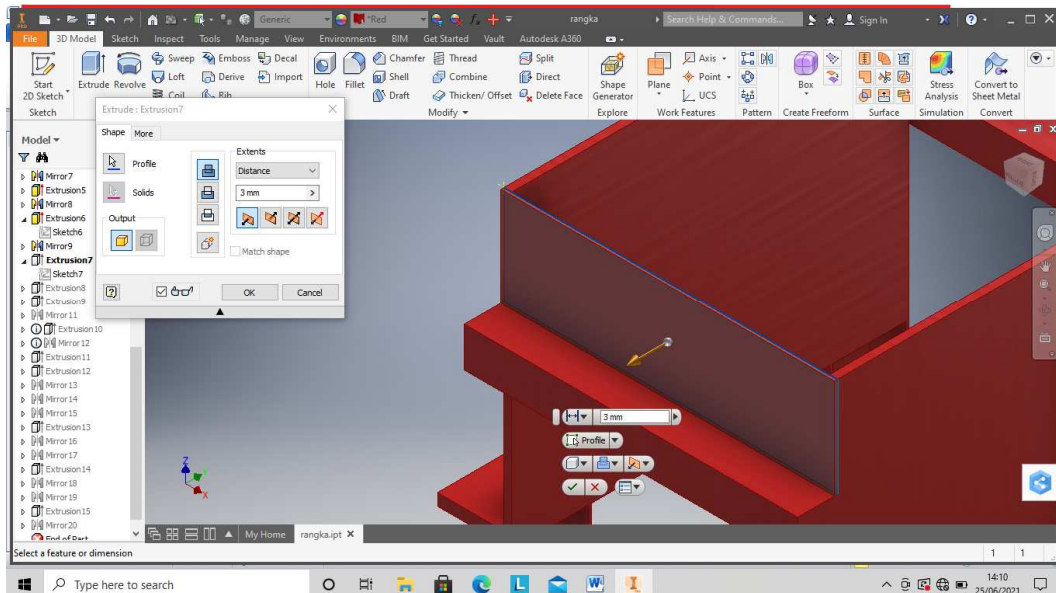 PRO
Generic
*Red
rangka
Search Help & Commands...
Sign In
File 3D Model Sketch Inspect Tools Manage View Environments BIM Get Started Vault Autodesk A360
Start 2D Sketch
Extrude
Revolve
Sweep
Emboss
Decal
Loft
Derive
Import
Coil
Rib
Hole
Fillet
Chamfer
Thread
Split
Shell
Combine
Direct
Draft
Thicken/ Offset
Delete Face
Shape Generator
Plane
Axis
Point
UCS
Box
Stress Analysis
Convert to Sheet Metal
Sketch
Modify
Explore
Work Features
Pattern
Create Freeform
Surface
Simulation
Convert
Extrude : Extrusion7
Shape More
Profile
Solids
Output
Extents
Distance
3 mm
Match shape
OK
Cancel
Model
Mirror7
Extrusion5
Mirror8
Extrusion6
Sketch6
Mirror9
Extrusion7
Sketch7
Extrusion8
Extrusion9
Mirror11
Extrusion10
Mirror12
Extrusion11
Extrusion12
Mirror13
Mirror14
Mirror15
Extrusion13
Mirror16
Mirror17
Extrusion14
Mirror18
Mirror19
Extrusion15
Mirror20
End of Part
3 mm
Profile
Z
X
My Home
rangka.ipt
Select a feature or dimension
1 1
Type here to search
14:10
25/06/2021